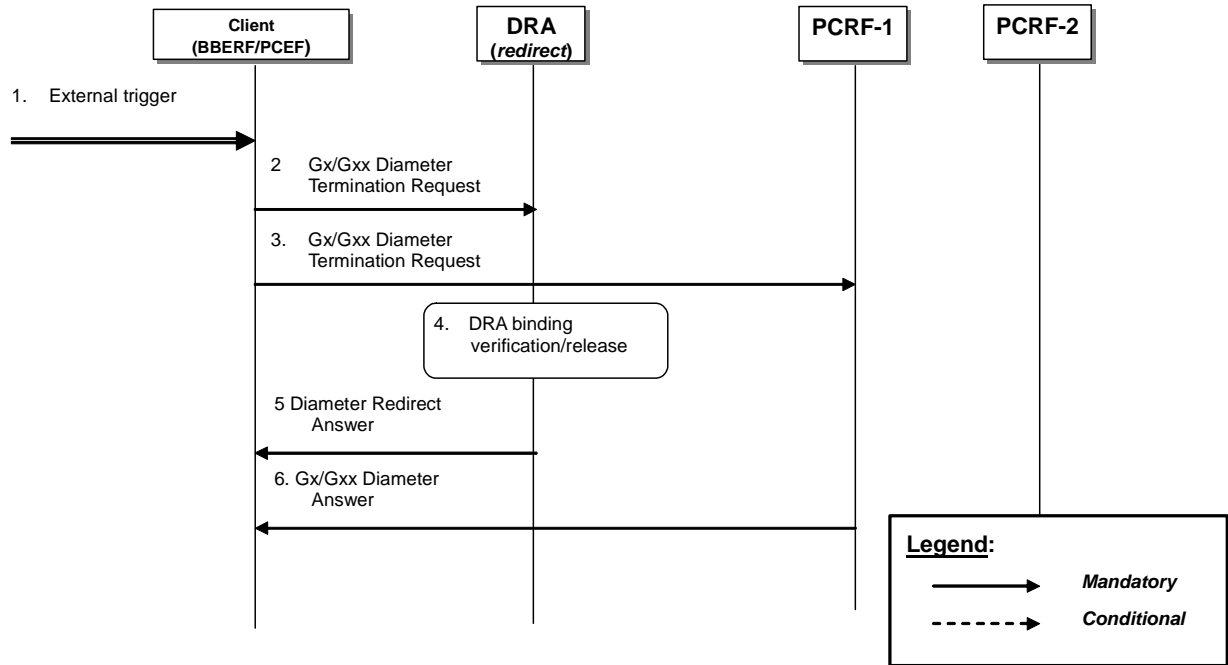 Client
(BBERF/PCEF)
DRA
(redirect)
PCRF-1
PCRF-2
1. External trigger
2 Gx/Gxx Diameter
Termination Request
3. Gx/Gxx Diameter
Termination Request
4. DRA binding
verification/release
5 Diameter Redirect
Answer
6. Gx/Gxx Diameter
Answer
Legend:
Mandatory
Conditional